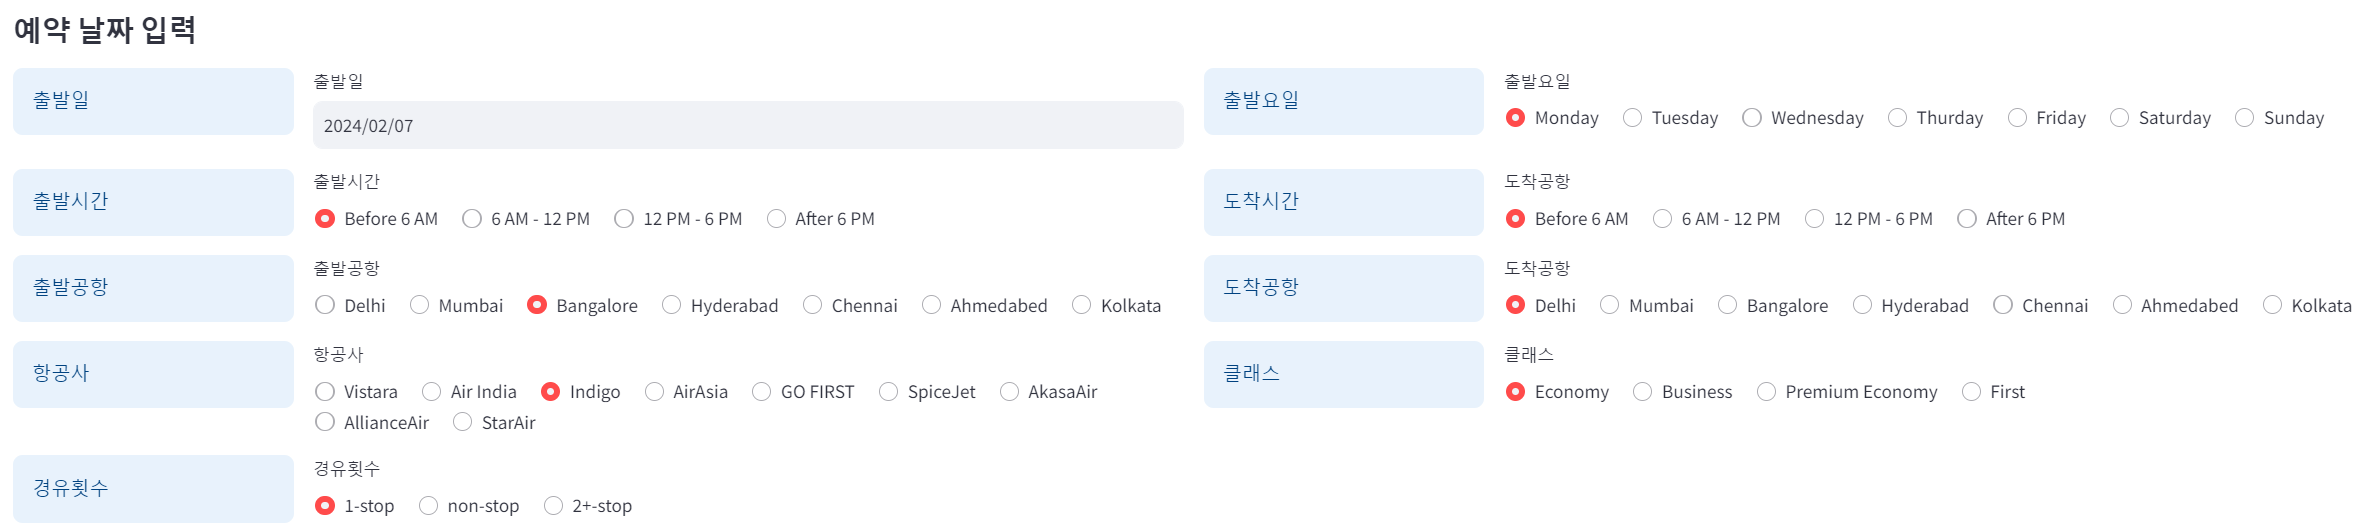 예약 날짜 입력
출발일
출발일
2024/02/07
출발요일
출발요일
Monday Tuesday Wednesday Thurday Friday Saturday Sunday
출발시간
출발시간
Before 6 AM 6 AM - 12 PM 12 PM - 6 PM After 6 PM
도착시간
도착공항
Before 6 AM 6 AM - 12 PM 12 PM - 6 PM After 6 PM
출발공항
출발공항
Delhi Mumbai Bangalore Hyderabad Chennai Ahmedabed Kolkata
도착공항
도착공항
Delhi Mumbai Bangalore Hyderabad Chennai Ahmedabed Kolkata
항공사
항공사
Vistara Air India Indigo AirAsia GO FIRST SpiceJet AkasaAir
AllianceAir StarAir
클래스
클래스
Economy Business Premium Economy First
경유횟수
경유횟수
1-stop non-stop 2+-stop